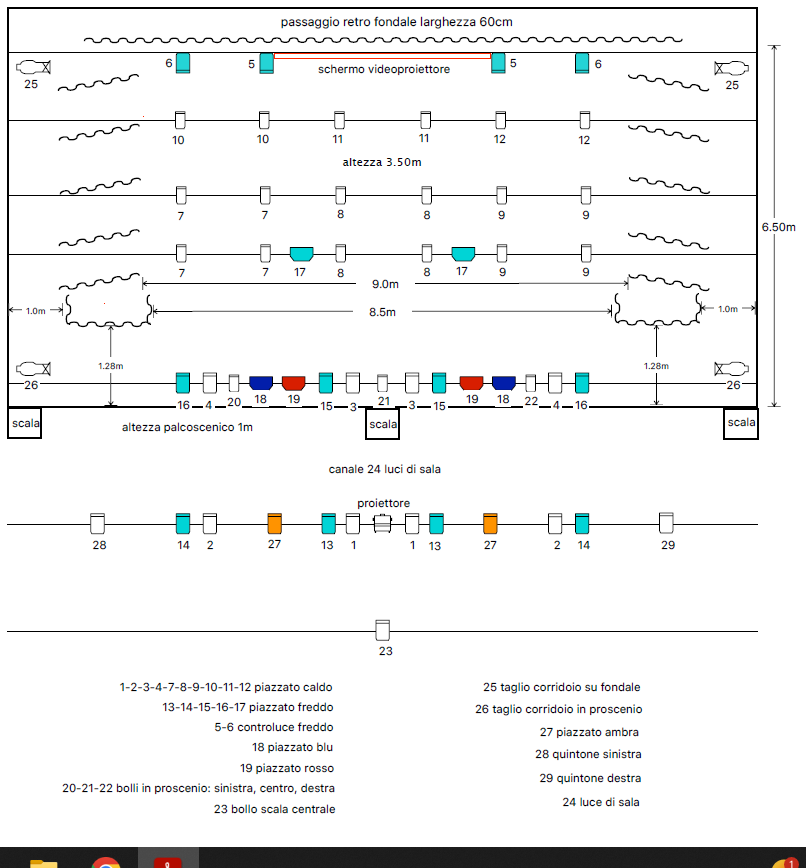 passaggio retro fondale larghezza 60cm
6 5 5 6
schermo videoproiettore
25 25
10 10 11 11 12 12
altezza 3.50m
7 7 8 8 9 9
6.50m
7 7 17 8 8 17 9 9
9.0m
1.0m 8.5m 1.0m
1.28m 1.28m
26 26
16 4 20 18 19 15 3 21 3 15 19 18 22 4 16
scala scala scala
altezza palcoscenico 1m
canale 24 luci di sala
proiettore
28 14 2 27 13 1 1 13 27 2 14 29
23
1-2-3-4-7-8-9-10-11-12 piazzato caldo
13-14-15-16-17 piazzato freddo
5-6 controluce freddo
18 piazzato blu
19 piazzato rosso
20-21-22 bolli in proscenio: sinistra, centro, destra
23 bollo scala centrale
25 taglio corridoio su fondale
26 taglio corridoio in proscenio
27 piazzato ambra
28 quintone sinistra
29 quintone destra
24 luce di sala
1